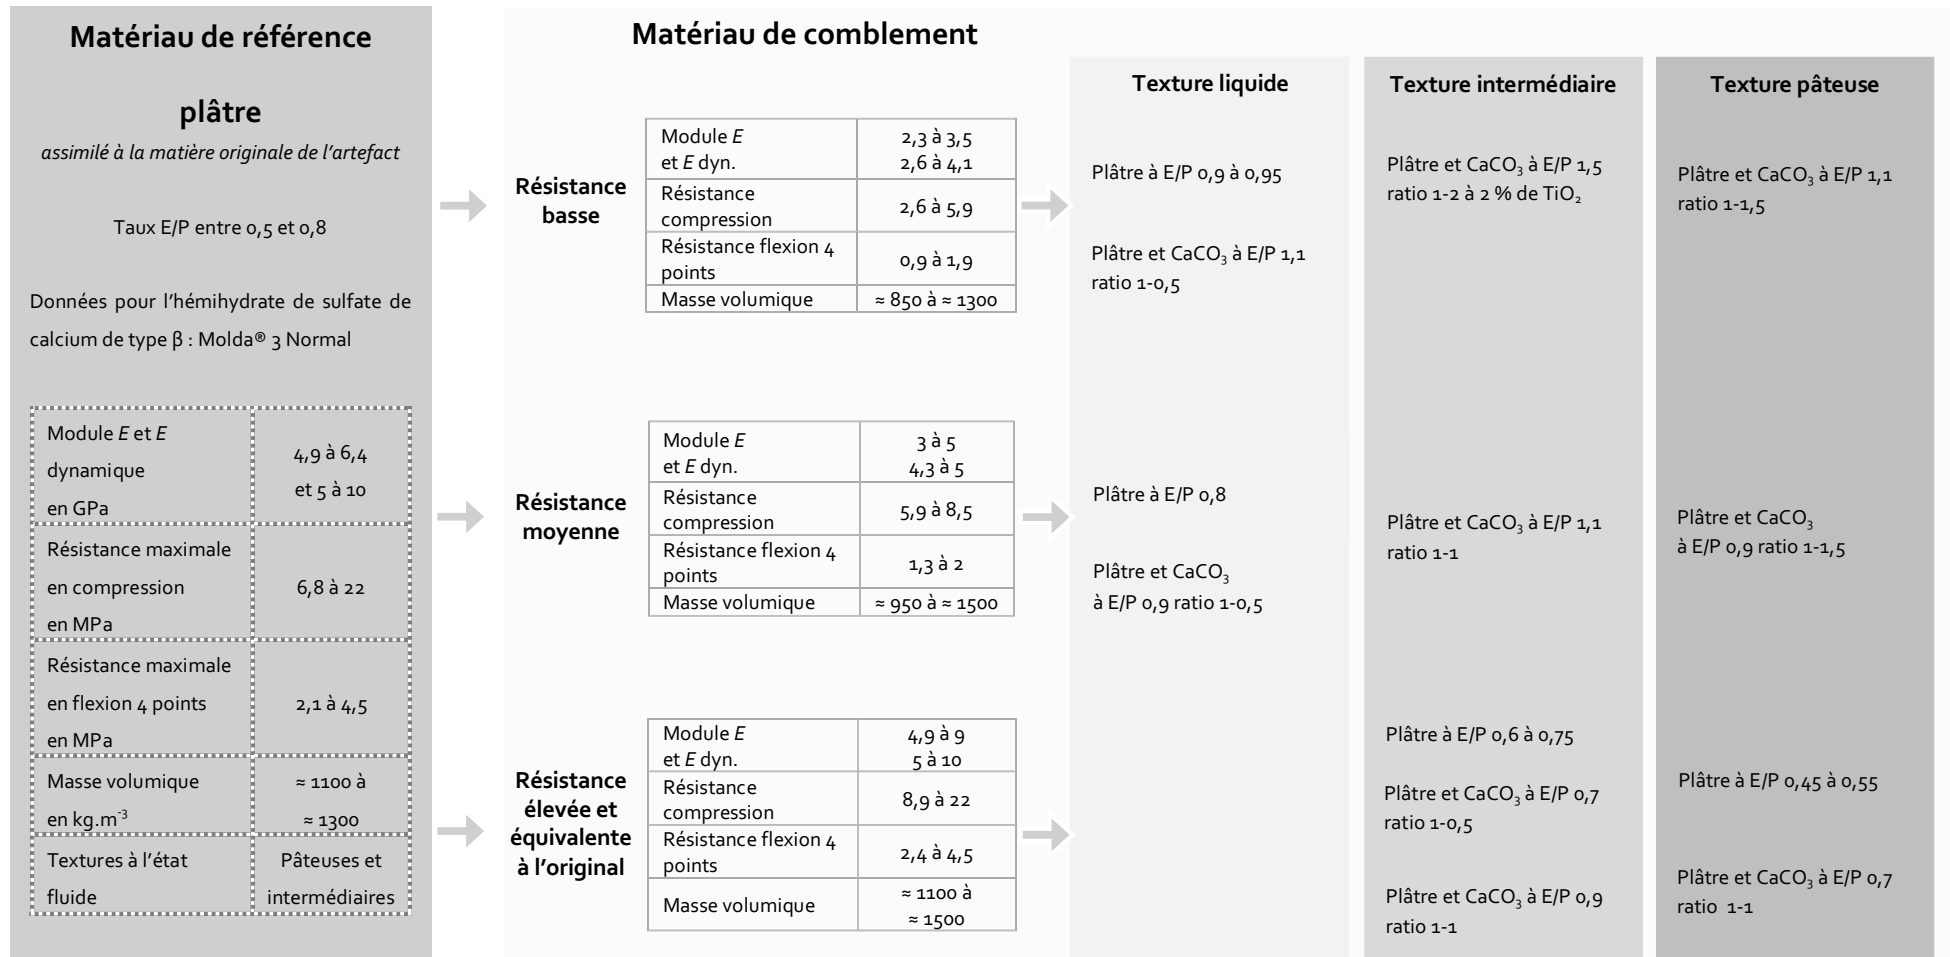 Matériau de référence
plâtre
assimilé à la matière originale de l'artefact
Taux E/P entre 0,5 et 0,8
Données pour l'hémihydrate de sulfate de
calcium de type β : Molda® 3 Normal
Module E et E
dynamique
en GPa
4,9 à 6,4
et 5 à 10
Résistance maximale
en compression
en MPa
6,8 à 22
Résistance maximale
en flexion 4 points
en MPa
2,1 à 4,5
Masse volumique
en kg.m⁻³
≈ 1100 à
≈ 1300
Textures à l'état
fluide
Pâteuses et
intermédiaires
Matériau de comblement
Texture liquide
Texture intermédiaire
Texture pâteuse
Résistance
basse
Module E
et E dyn.
2,3 à 3,5
2,6 à 4,1
Résistance
compression
2,6 à 5,9
Résistance flexion 4
points
0,9 à 1,9
Masse volumique
≈ 850 à ≈ 1300
Plâtre à E/P 0,9 à 0,95
Plâtre et CaCO₃ à E/P 1,1
ratio 1-0,5
Plâtre et CaCO₃ à E/P 1,5
ratio 1-2 à 2 % de TiO₂
Plâtre et CaCO₃ à E/P 1,1
ratio 1-1,5
Résistance
moyenne
Module E
et E dyn.
3 à 5
4,3 à 5
Résistance
compression
5,9 à 8,5
Résistance flexion 4
points
1,3 à 2
Masse volumique
≈ 950 à ≈ 1500
Plâtre à E/P 0,8
Plâtre et CaCO₃
à E/P 0,9 ratio 1-0,5
Plâtre et CaCO₃ à E/P 1,1
ratio 1-1
Plâtre et CaCO₃
à E/P 0,9 ratio 1-1,5
Résistance
élevée et
équivalente
à l'original
Module E
et E dyn.
4,9 à 9
5 à 10
Résistance
compression
8,9 à 22
Résistance flexion 4
points
2,4 à 4,5
Masse volumique
≈ 1100 à
≈ 1500
Plâtre à E/P 0,6 à 0,75
Plâtre et CaCO₃ à E/P 0,7
ratio 1-0,5
Plâtre et CaCO₃ à E/P 0,9
ratio 1-1
Plâtre à E/P 0,45 à 0,55
Plâtre et CaCO₃ à E/P 0,7
ratio 1-1